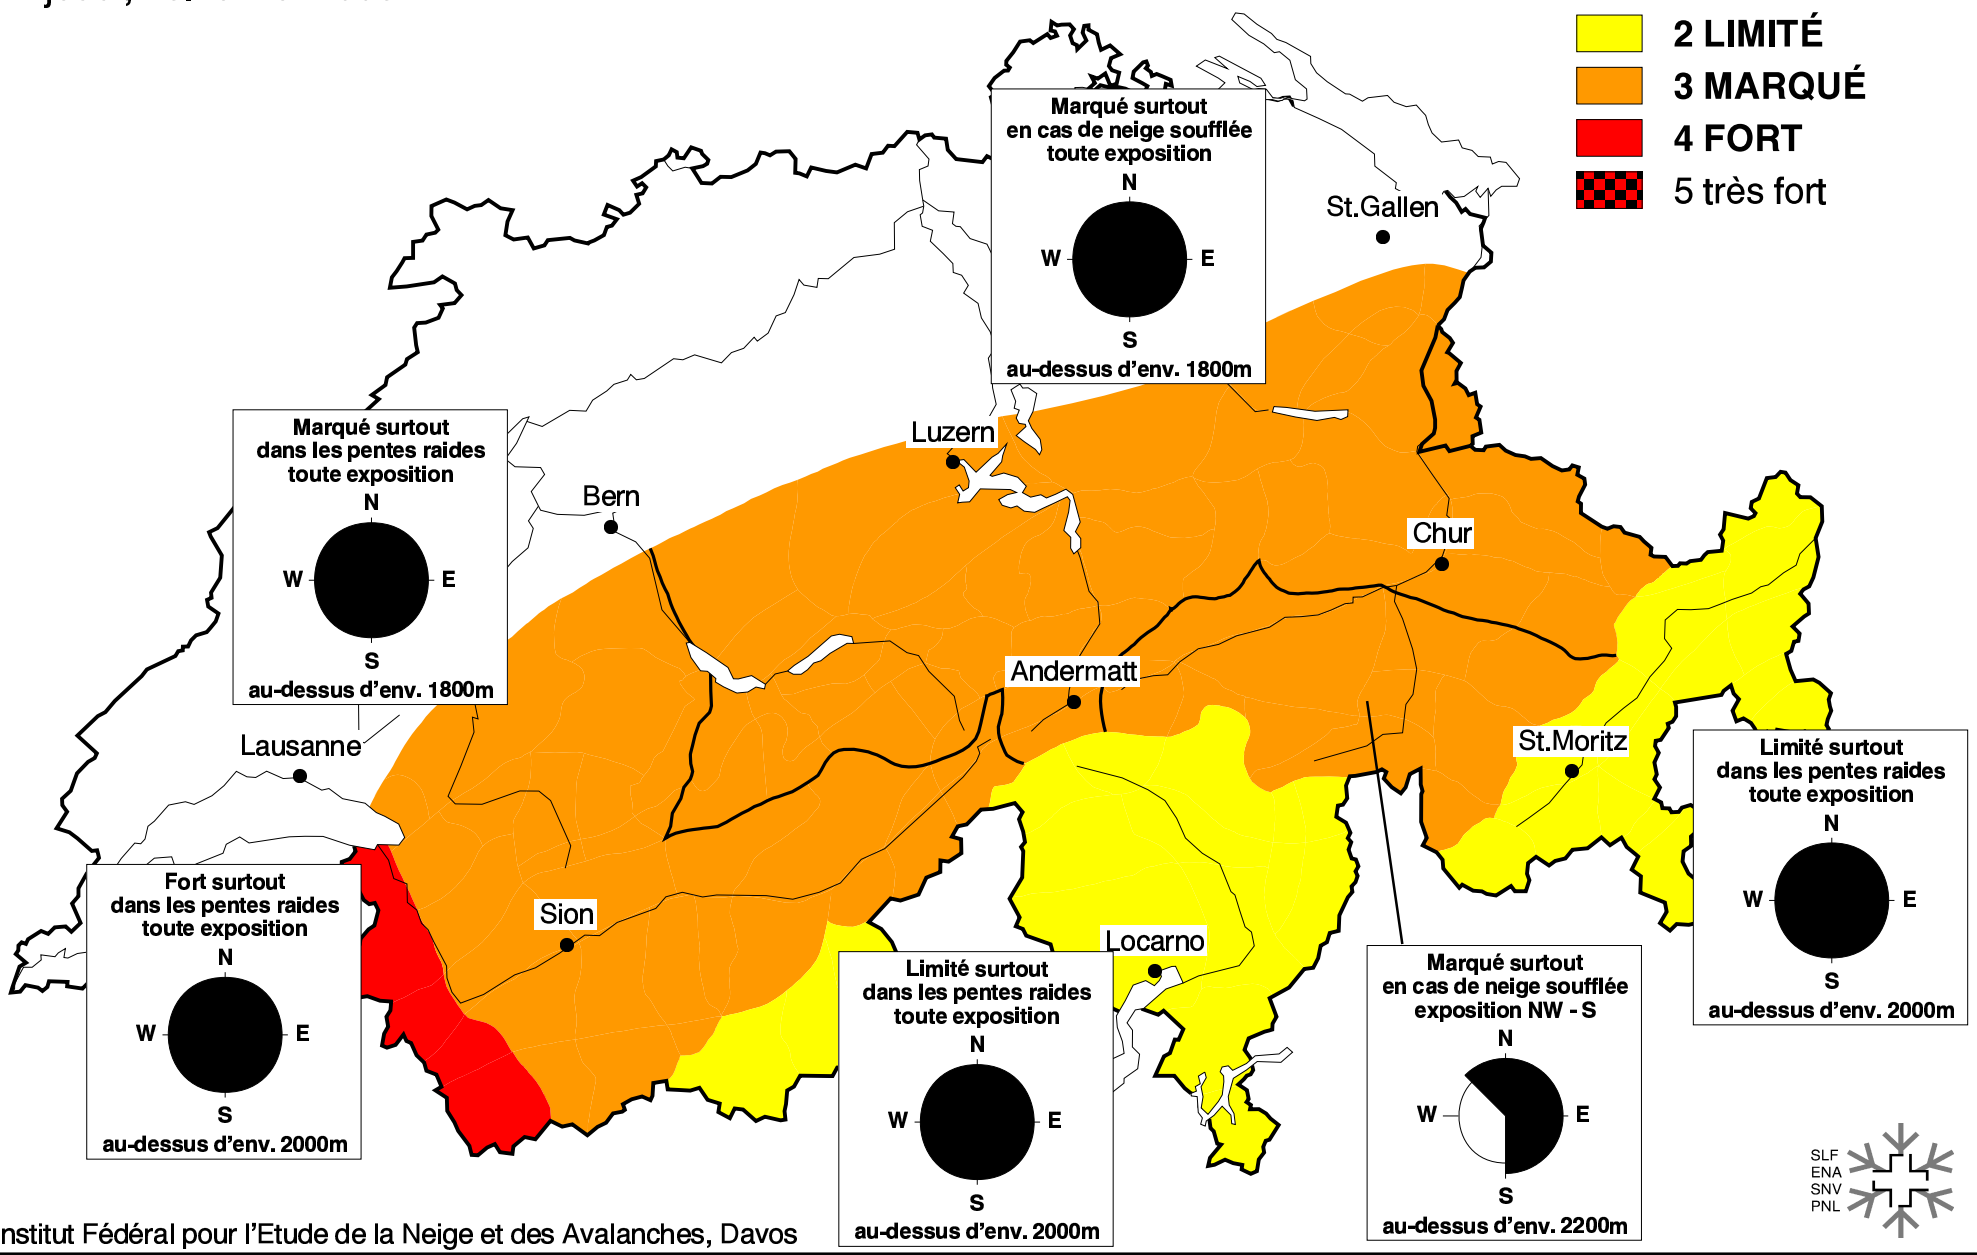 2 LIMITÉ
3 MARQUÉ
4 FORT
5 très fort
Marqué surtout
en cas de neige soufflée
toute exposition
N
W
E
S
au-dessus d'env. 1800m
St.Gallen
Marqué surtout
dans les pentes raides
toute exposition
N
W
E
S
au-dessus d'env. 1800m
Luzern
Bern
Chur
Andermatt
Lausanne
St.Moritz
Sion
Locarno
Limité surtout
dans les pentes raides
toute exposition
N
W
E
S
au-dessus d'env. 2000m
Fort surtout
dans les pentes raides
toute exposition
N
W
E
S
au-dessus d'env. 2000m
Limité surtout
dans les pentes raides
toute exposition
N
W
E
S
au-dessus d'env. 2000m
Marqué surtout
en cas de neige soufflée
exposition NW - S
N
W
E
S
au-dessus d'env. 2200m
SLF
ENA
SNV
PNL
nstitut Fédéral pour l'Etude de la Neige et des Avalanches, Davos